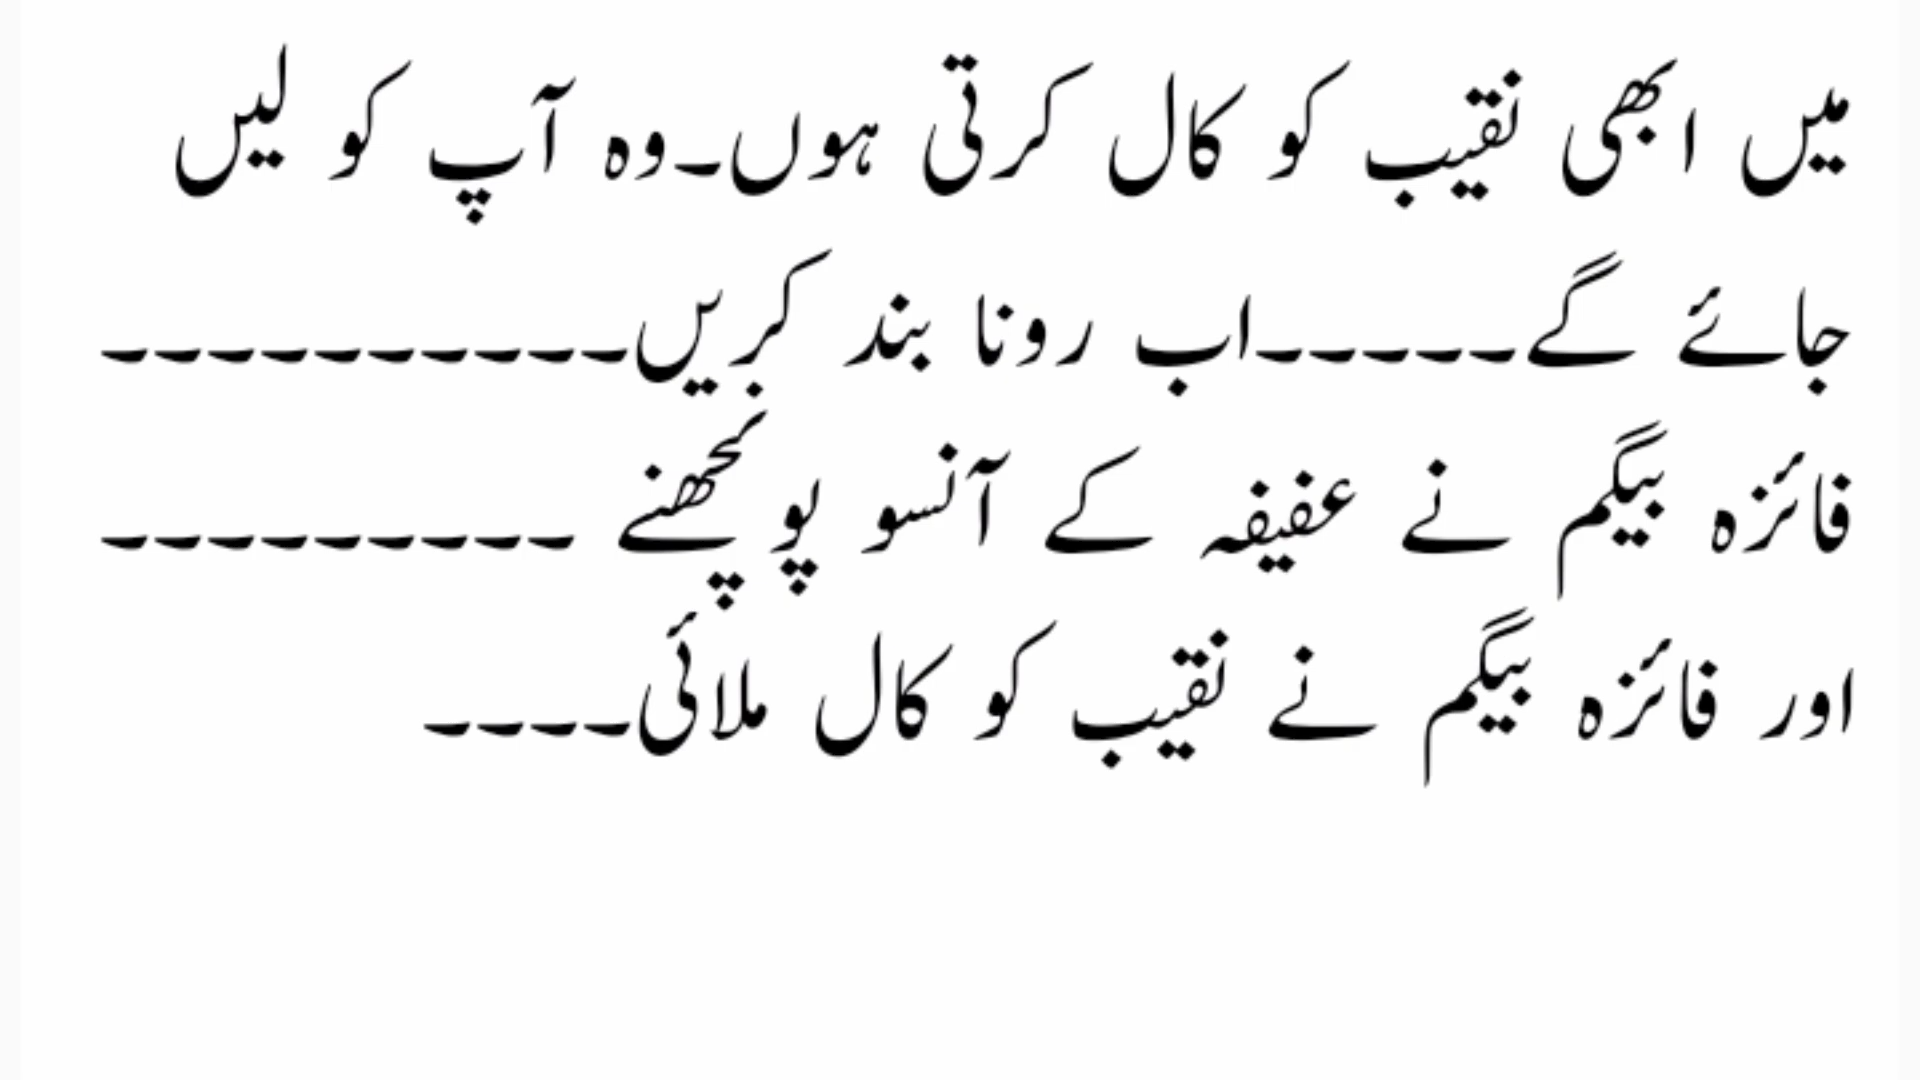 میں ابھی نقیب کو کال کرتی ہوں۔وہ آپ کو لیں
جائے گے۔۔۔۔۔اب رونا بند کریں۔۔۔۔۔۔۔۔۔۔
فائزہ بیگم نے عفیفہ کے آنسو پونچھنے ۔۔۔۔۔۔۔۔۔
اور فائزہ بیگم نے نقیب کو کال ملائی۔۔۔۔